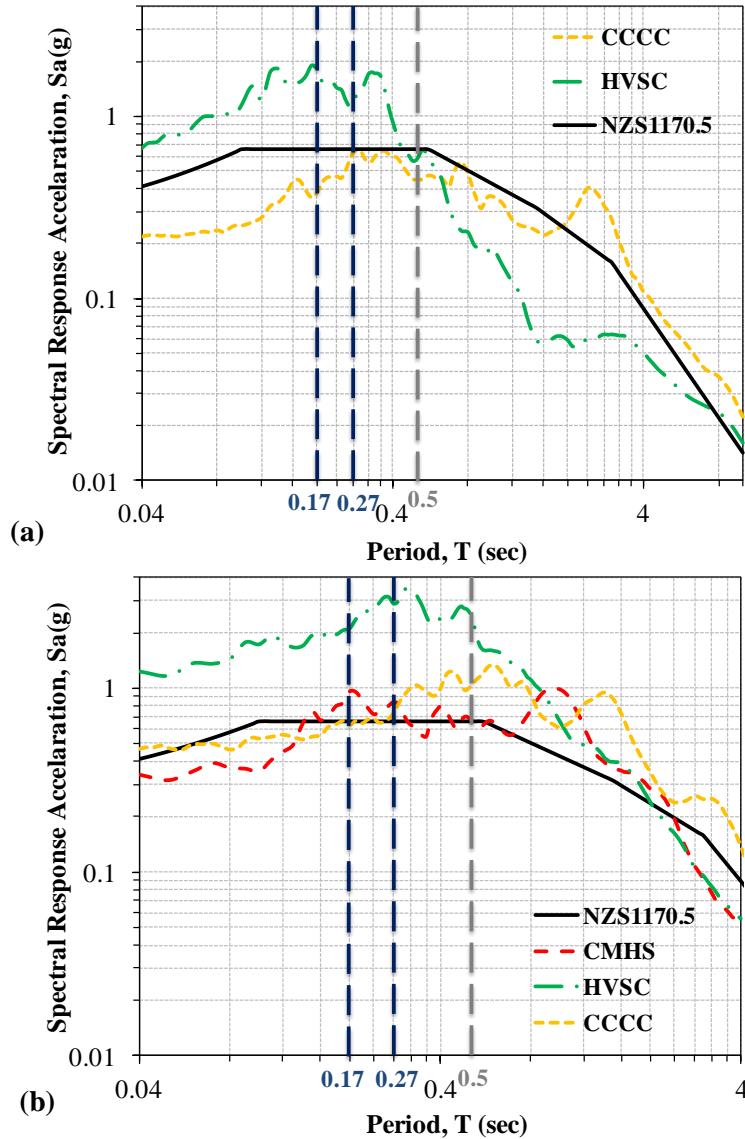 Spectral Response Accelaration, Sa(g)
1
0.1
0.01
CCCC
HVSC
NZS1170.5
0.04
0.17
0.27
0.4
0.5
4
(a)
Period, T (sec)
Spectral Response Accelaration, Sa(g)
1
0.1
0.01
NZS1170.5
CMHS
HVSC
CCCC
0.04
0.17
0.27
0.4
0.5
4
(b)
Period, T (sec)